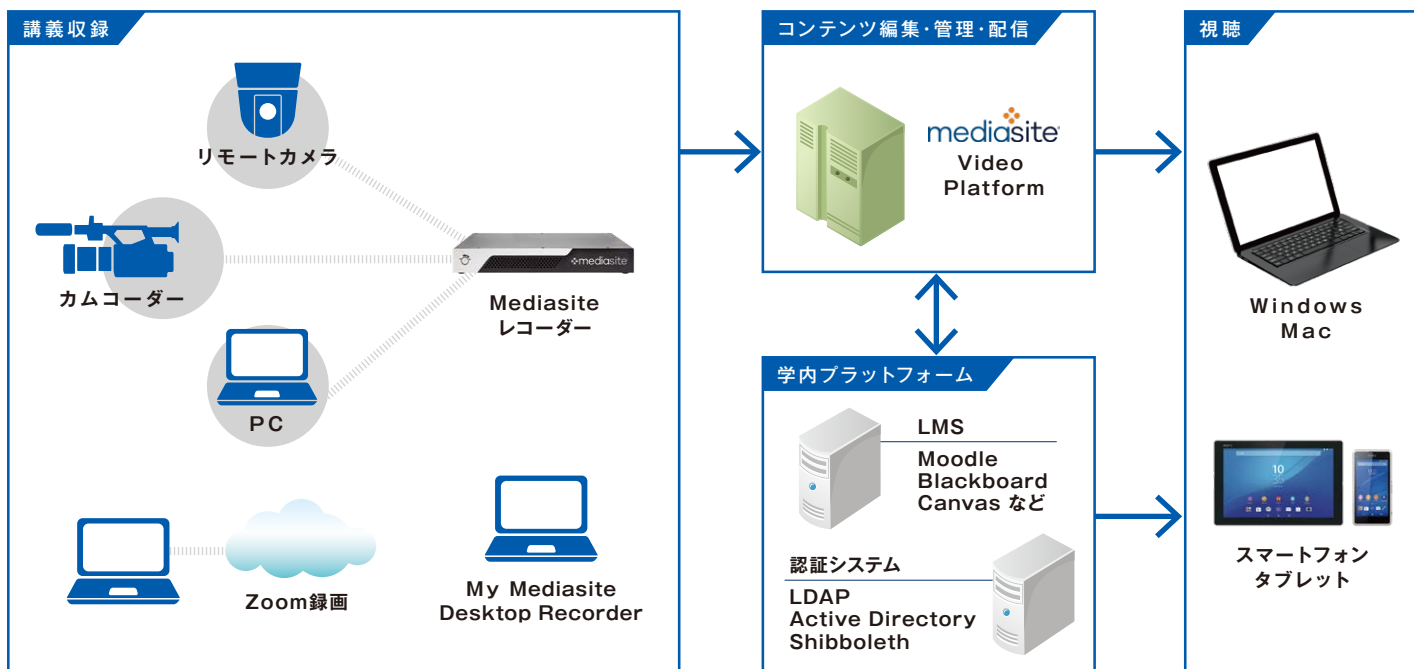 講義収録
リモートカメラ
カムコーダー
PC
mediasite
Mediasite
レコーダー
Zoom録画
My Mediasite
Desktop Recorder
コンテンツ編集・管理・配信
mediasite
Video
Platform
学内プラットフォーム
LMS
Moodle
Blackboard
Canvas など
認証システム
LDAP
Active Directory
Shibboleth
視聴
Windows
Mac
スマートフォン
タブレット